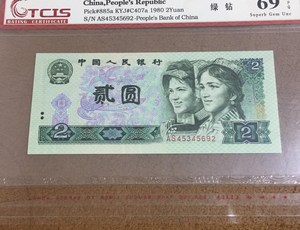 TCTCS
RATING CERTIFICATE
China,People's Republic
Pick#885a KYJ#C407a 1980 2Yuan
S/N AS45345692-People's Bank of China
绿 钻
69
Superb Gem Unc
中国人民银行
贰圆
2
2
AS45345692